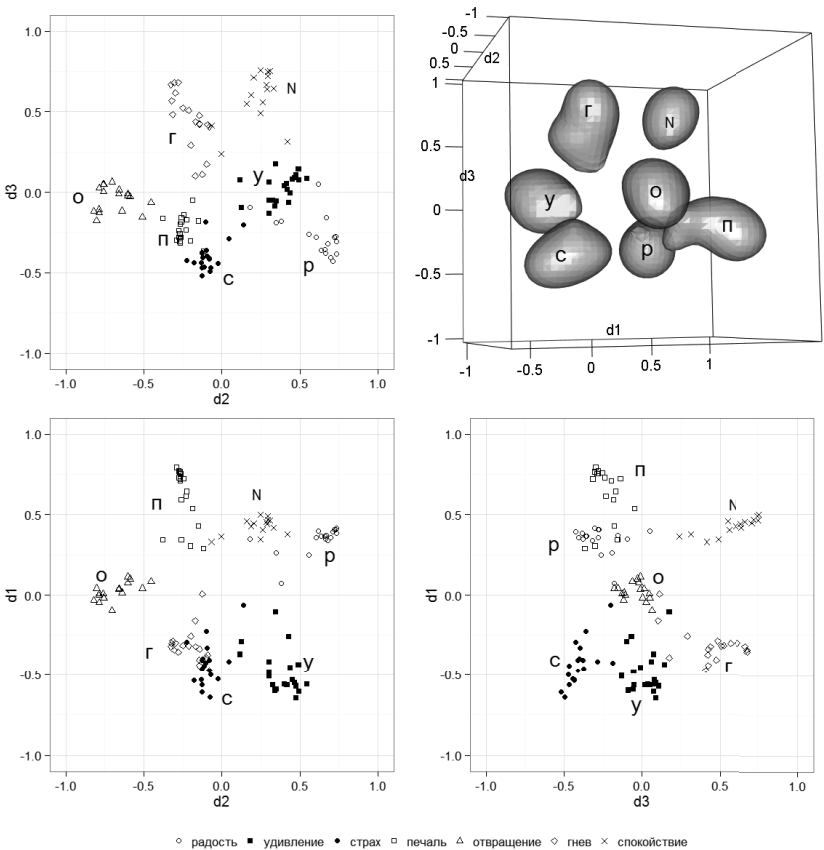 1.0
0.5
0.0
-0.5
-1.0
d3
N
г
у
о
п
с
р
-1.0 -0.5 0.0 0.5 1.0
d2
-1
-0.5
0
0.5
d2
1
0.5
d3
0
-0.5
-1
г
N
у
о
п
с
р
d1
-1 -0.5 0 0.5 1
1.0
0.5
0.0
-0.5
-1.0
d1
п
N
р
о
г
у
с
-1.0 -0.5 0.0 0.5 1.0
d2
1.0
0.5
0.0
-0.5
-1.0
d1
п
N
р
о
с
г
у
-1.0 -0.5 0.0 0.5 1.0
d3
радость удивление страх печаль отвращение гнев спокойствие